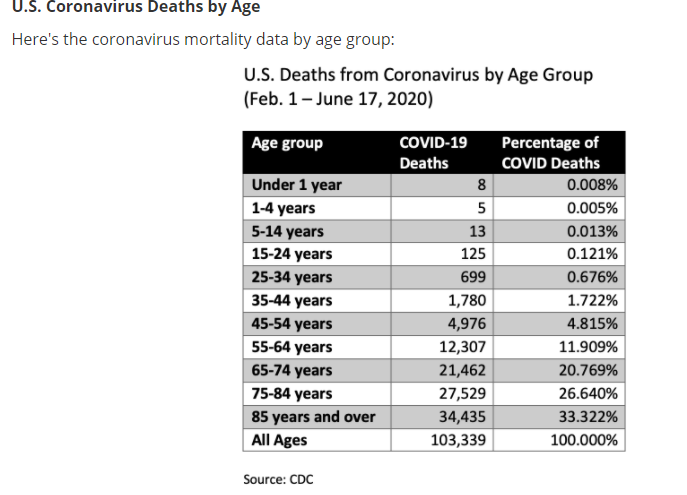 U.S. Coronavirus Deaths by Age
Here's the coronavirus mortality data by age group:
U.S. Deaths from Coronavirus by Age Group
(Feb. 1 – June 17, 2020)
Age group COVID-19 Deaths Percentage of COVID Deaths
Under 1 year 8 0.008%
1-4 years 5 0.005%
5-14 years 13 0.013%
15-24 years 125 0.121%
25-34 years 699 0.676%
35-44 years 1,780 1.722%
45-54 years 4,976 4.815%
55-64 years 12,307 11.909%
65-74 years 21,462 20.769%
75-84 years 27,529 26.640%
85 years and over 34,435 33.322%
All Ages 103,339 100.000%
Source: CDC